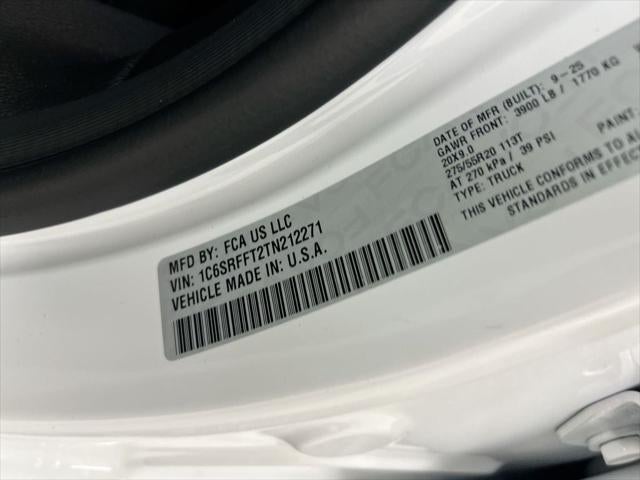 MFD BY: FCA US LLC
VIN: 1C6SRFFT2TN212271
VEHICLE MADE IN: U.S.A.
DATE OF MFR (BUILT): 9-25
GAWR FRONT: 3900 LB / 1770 KG
20X9.0
275/55R20 113T
AT 270 kPa / 39 PSI
TYPE: TRUCK
PAINT:
THIS VEHICLE CONFORMS TO
STANDARDS IN EFFECT